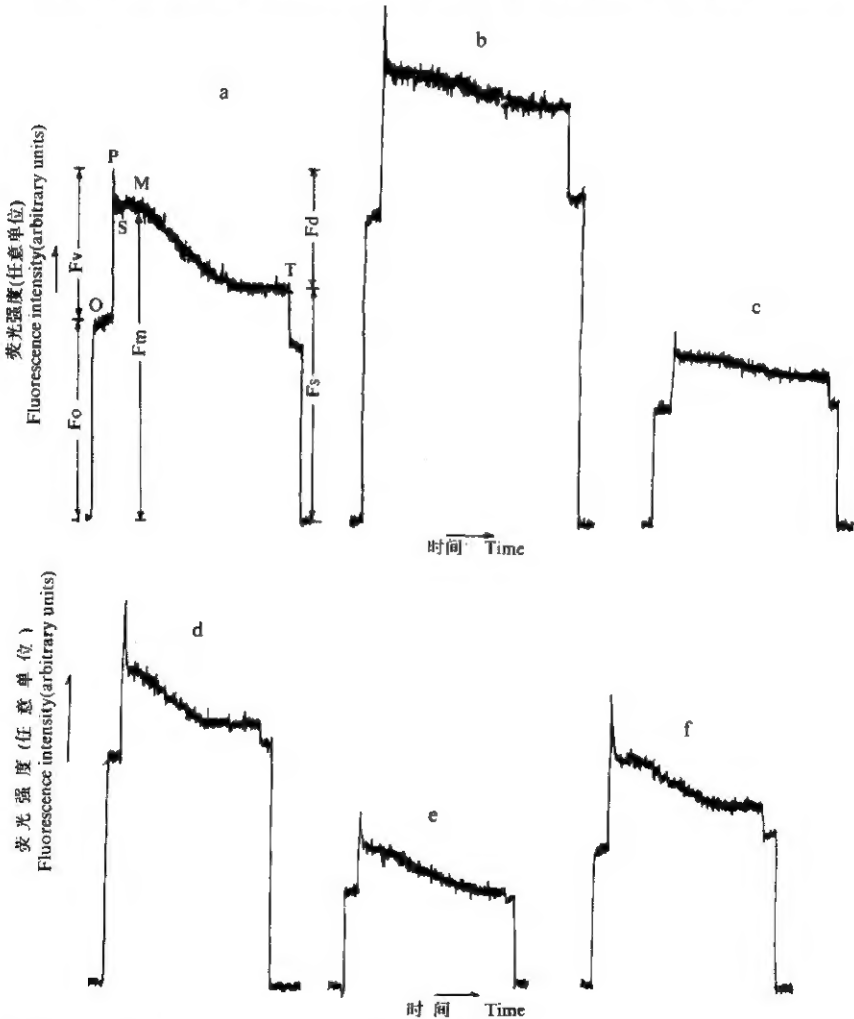 a
b
荧光强度(任意单位)
Fluorescence intensity(arbitrary units)
P
M
S
O
T
Fv
Fo
Fm
Fd
Fs
c
时间 Time
荧光强度(任意单位)
Fluorescence intensity(arbitrary units)
d
e
f
时间 Time